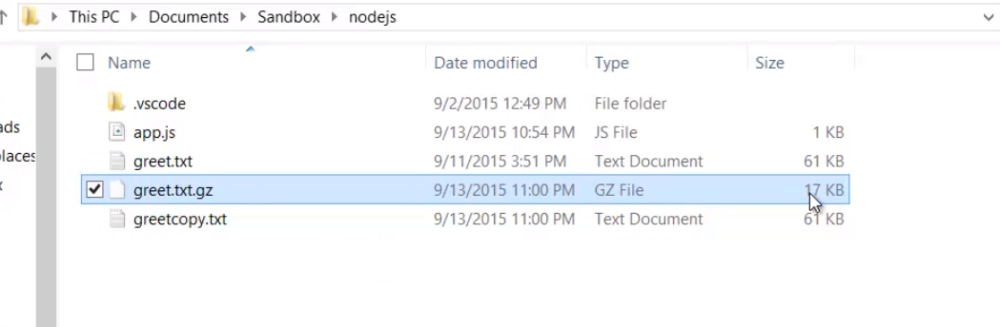 This PC Documents Sandbox nodejs
Name Date modified Type Size
.vscode 9/2/2015 12:49 PM File folder
ads
app.js 9/13/2015 10:54 PM JS File 1 KB
places
greet.txt 9/11/2015 3:51 PM Text Document 61 KB
greet.txt.gz 9/13/2015 11:00 PM GZ File 17 KB
greetcopy.txt 9/13/2015 11:00 PM Text Document 61 KB